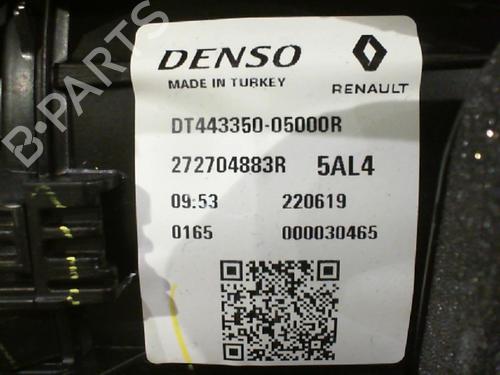 DENSO
MADE IN TURKEY
RENAULT
DT443350-05000R
272704883R 5AL4
09:53 220619
0165 000030465
B-PARTS